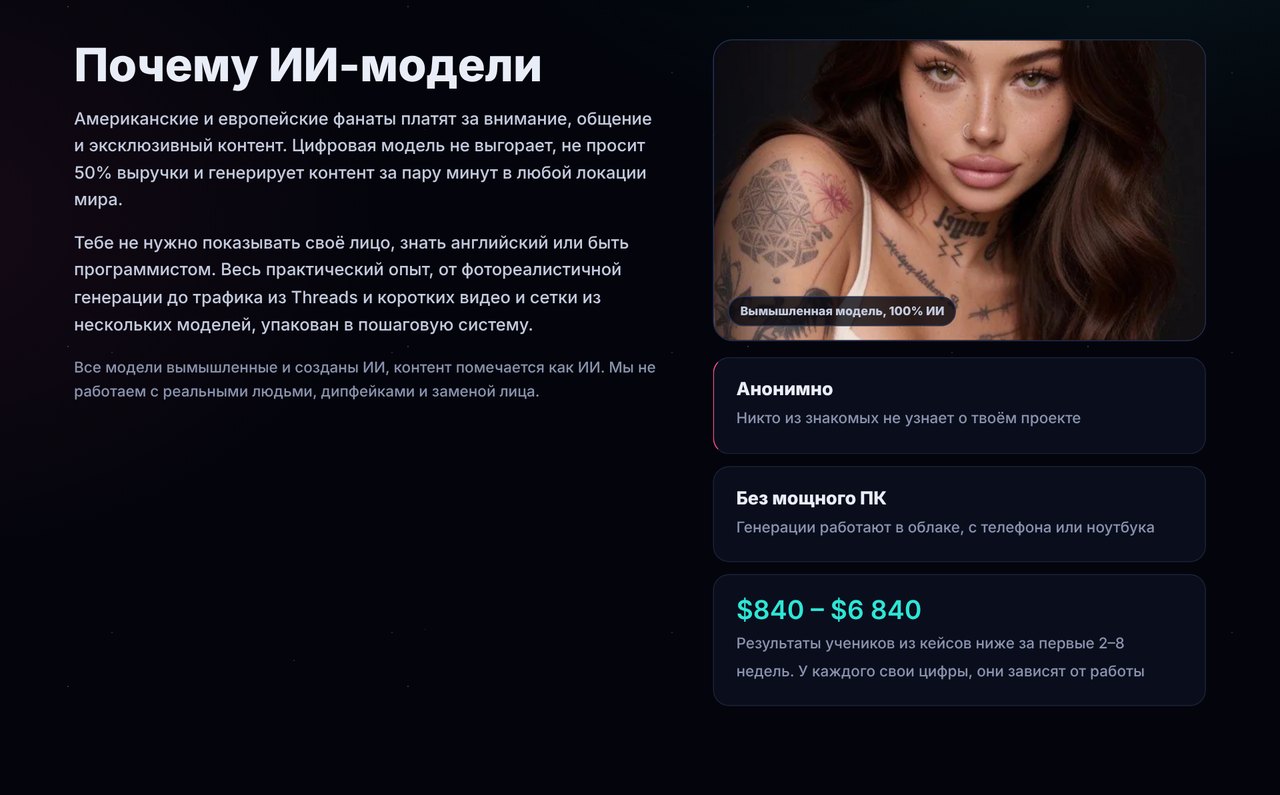 Почему ИИ-модели
Американские и европейские фанаты платят за внимание, общение
и эксклюзивный контент. Цифровая модель не выгорает, не просит
50% выручки и генерирует контент за пару минут в любой локации
мира.
Тебе не нужно показывать своё лицо, знать английский или быть
программистом. Весь практический опыт, от фотореалистичной
генерации до трафика из Threads и коротких видео и сетки из
нескольких моделей, упакован в пошаговую систему.
Все модели вымышленные и созданы ИИ, контент помечается как ИИ. Мы не
работаем с реальными людьми, дипфейками и заменой лица.
Вымышленная модель, 100% ИИ
Анонимно
Никто из знакомых не узнает о твоём проекте
Без мощного ПК
Генерации работают в облаке, с телефона или ноутбука
$840 – $6 840
Результаты учеников из кейсов ниже за первые 2–8
недель. У каждого свои цифры, они зависят от работы